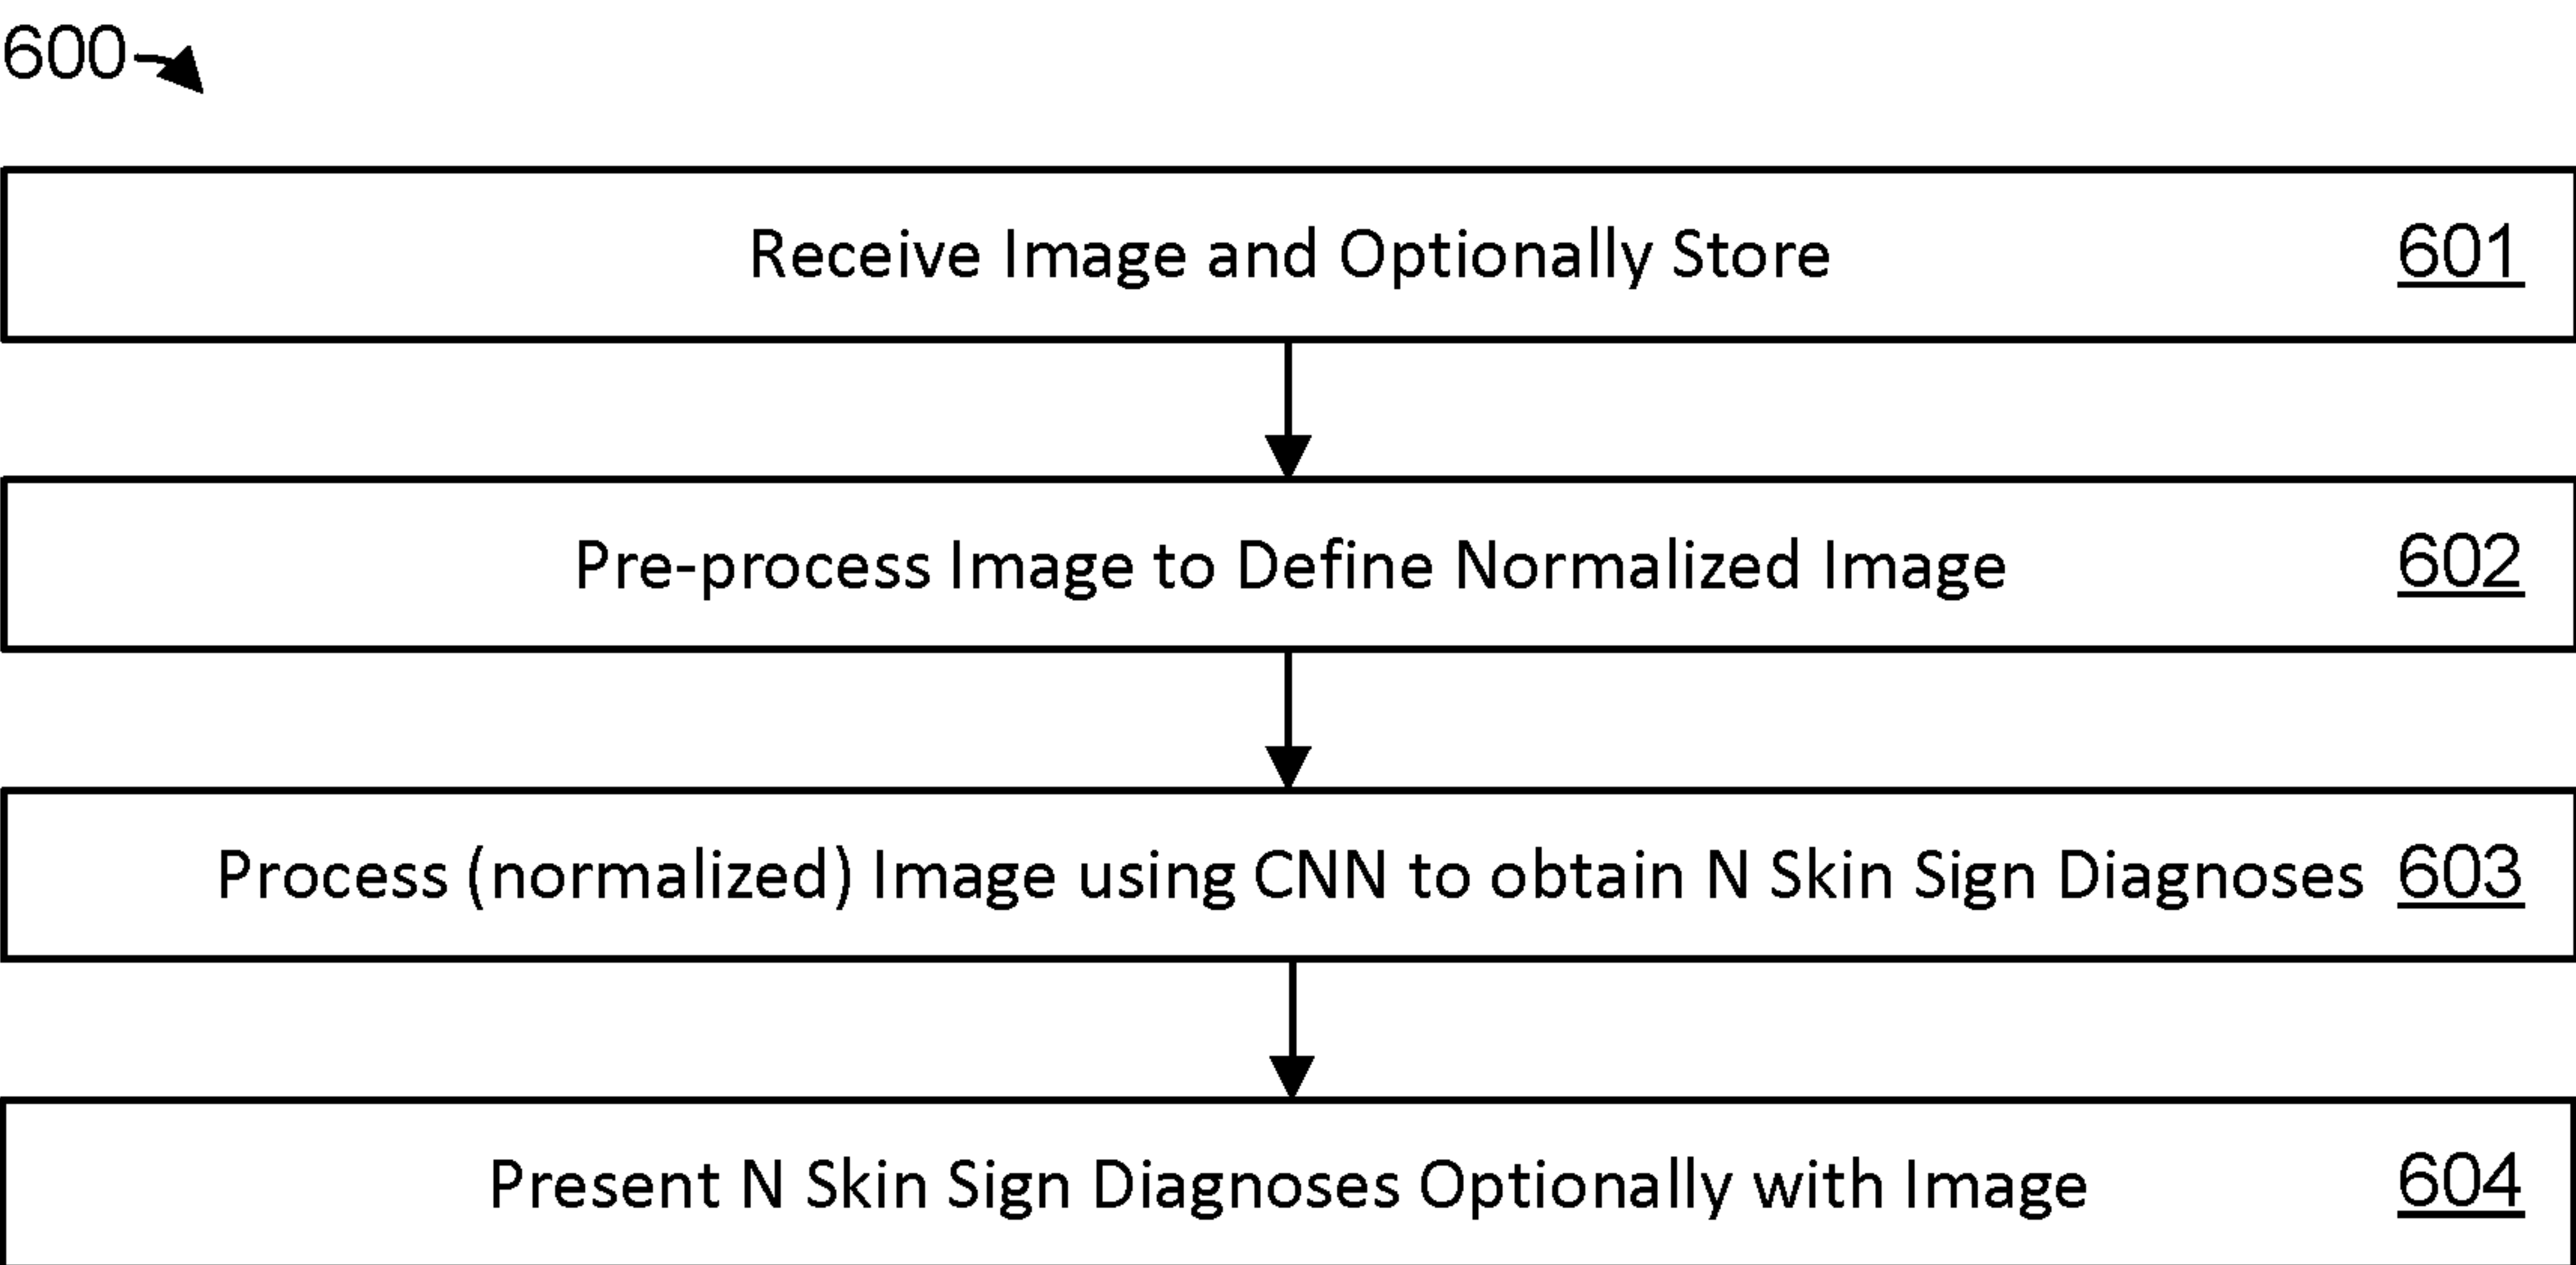 600
Receive Image and Optionally Store 601
Pre-process Image to Define Normalized Image 602
Process (normalized) Image using CNN to obtain N Skin Sign Diagnoses 603
Present N Skin Sign Diagnoses Optionally with Image 604